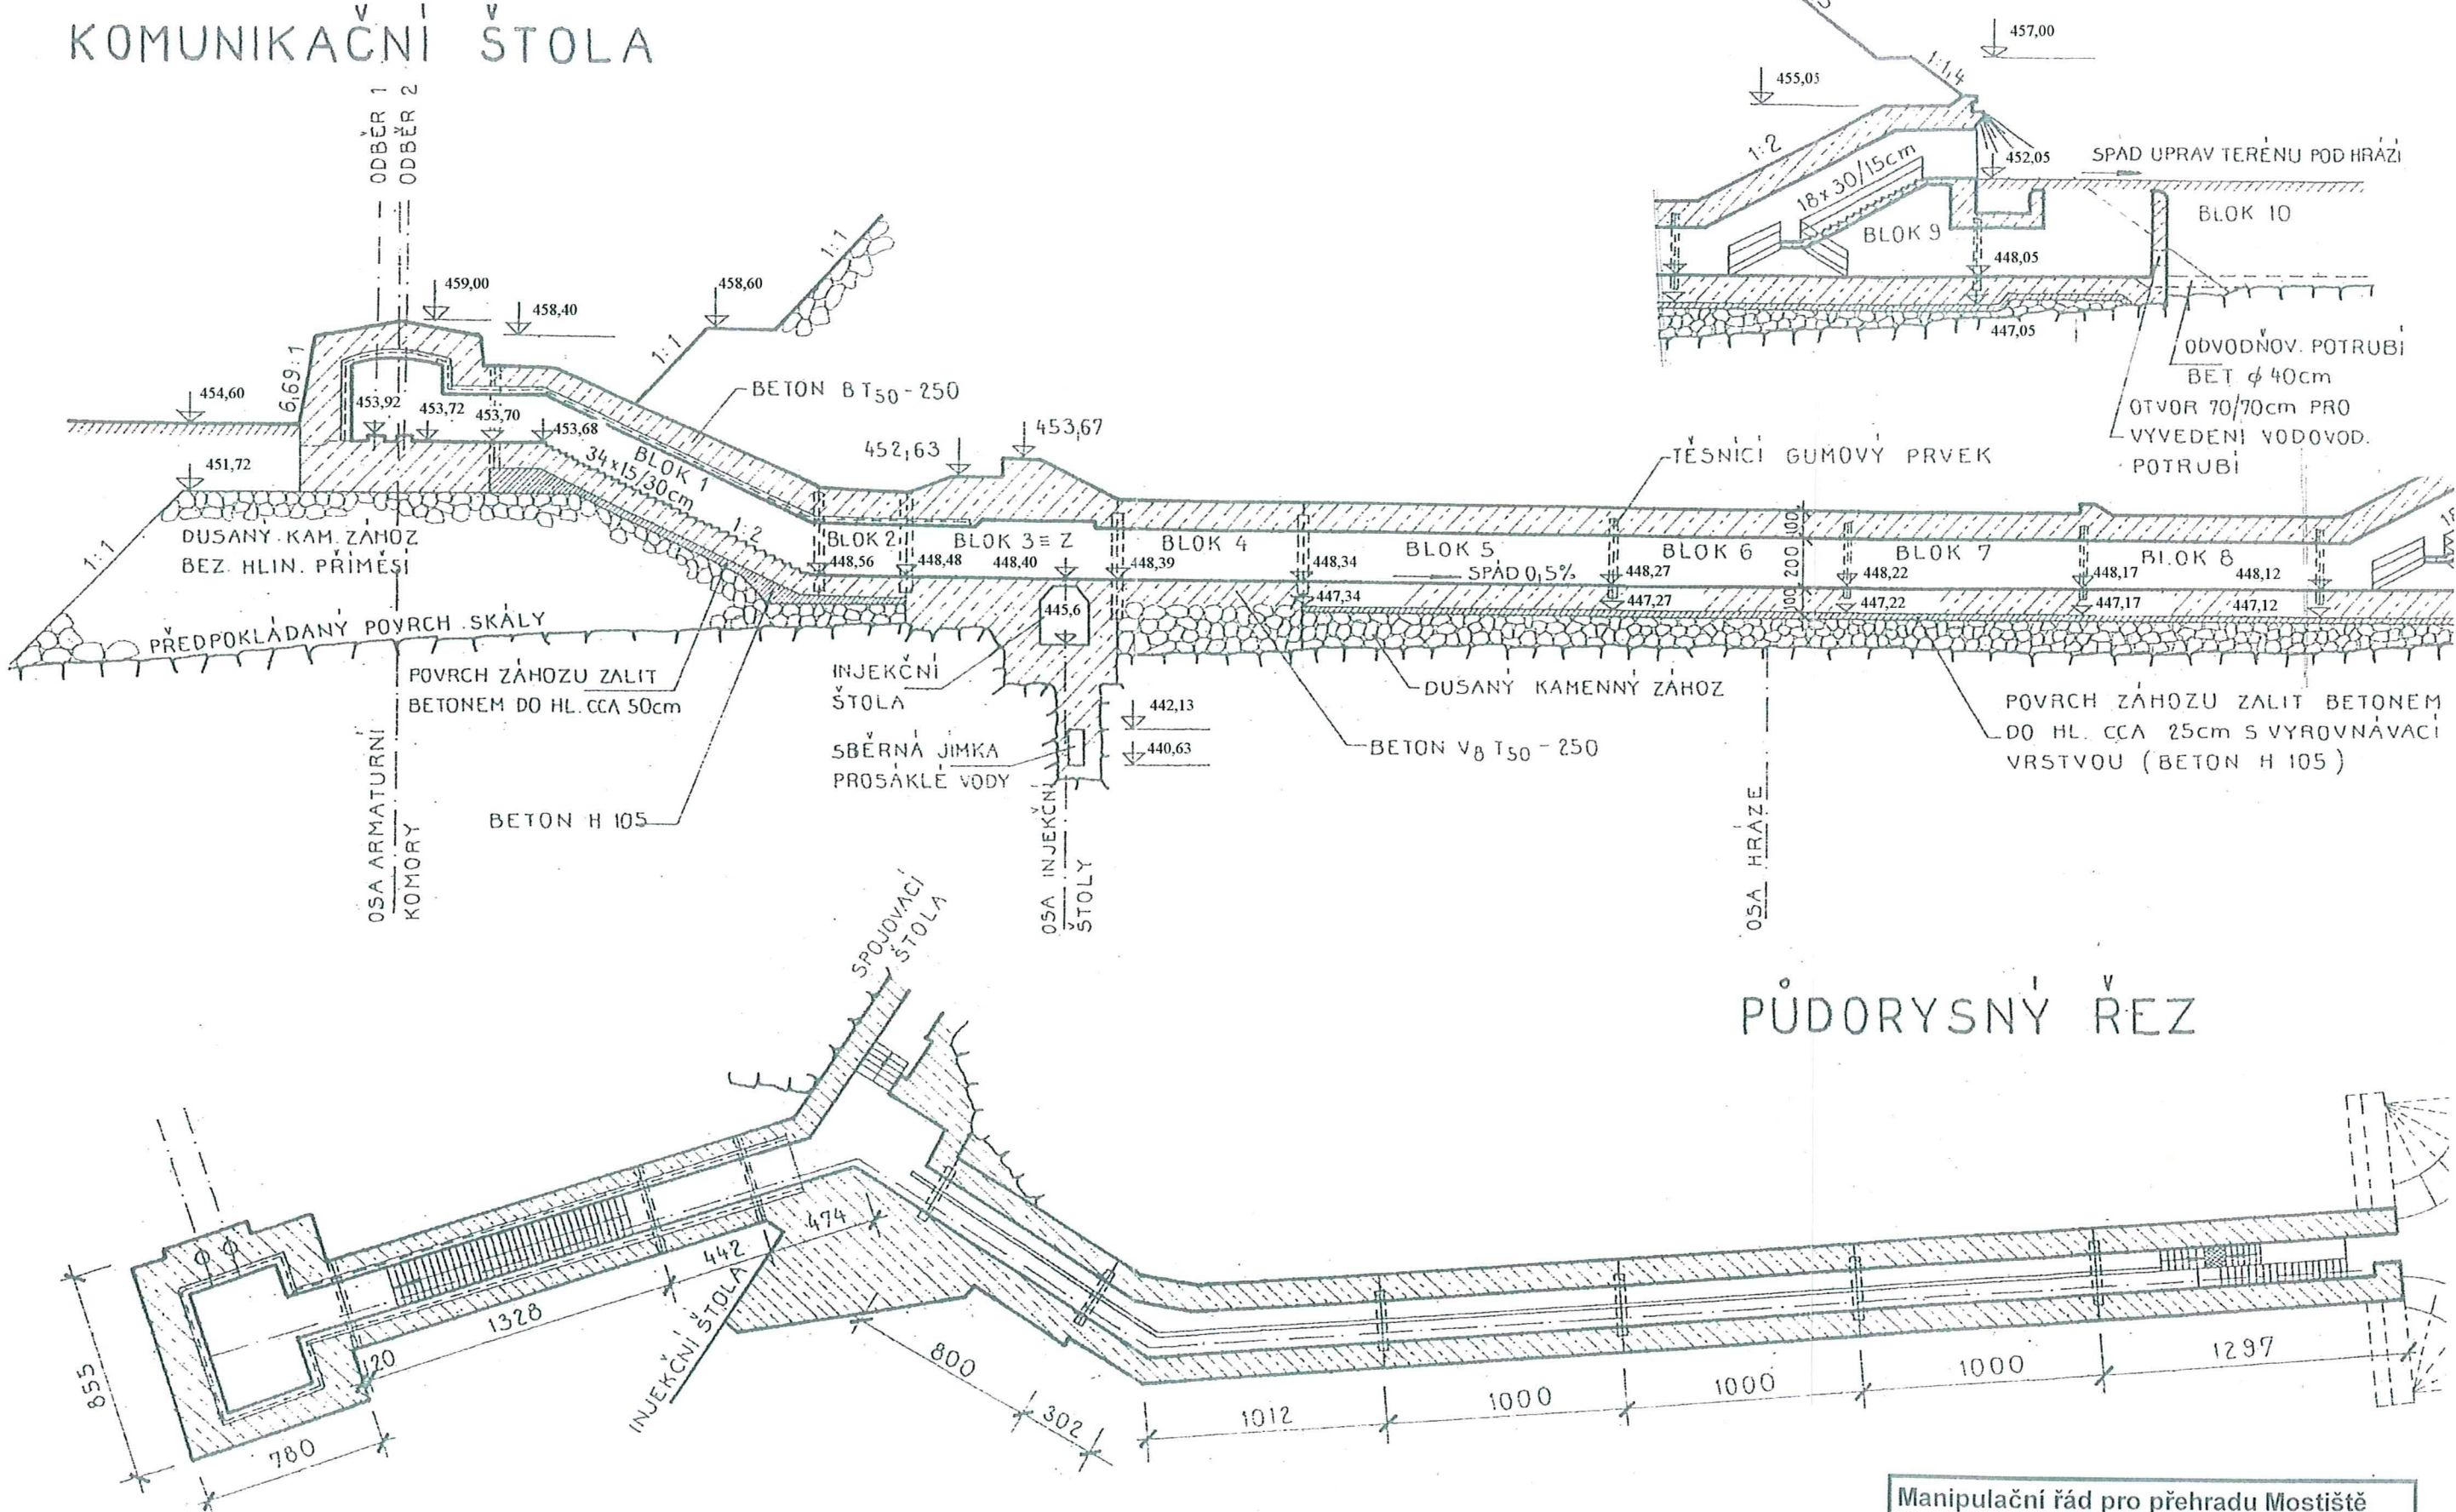 KOMUNIKAČNÍ ŠTOLA
ODBĚR 1
ODBĚR 2
457,00
455,05
1:1,4
1:2
18x30/15cm
452,05
SPÁD ÚPRAV TERÉNU POD HRÁZÍ
BLOK 9
BLOK 10
448,05
447,05
ODVODŇOV. POTRUBÍ
BET ϕ 40cm
OTVOR 70/70cm PRO
VYVEDENÍ VODOVOD.
POTRUBÍ
459,00
458,40
458,60
1:1
1:1
6,69:1
454,60
453,92
453,72
453,70
453,68
451,72
BETON BT50-250
BLOK 1
34x15/30cm
1:2
452,63
453,67
TĚSNÍCÍ GUMOVÝ PRVEK
BLOK 2
BLOK 3 ≡ Z
BLOK 4
BLOK 5
BLOK 6
BLOK 7
BLOK 8
448,56
448,48
448,40
448,39
448,34
SPÁD 0,5%
448,27
448,22
448,17
448,12
100
200
100
445,6
447,34
447,27
447,22
447,17
447,12
1:1
DUSANÝ KAM. ZÁHOZ
BEZ. HLIN. PŘÍMĚSÍ
PŘEDPOKLÁDANÝ POVRCH SKÁLY
POVRCH ZÁHOZU ZALIT
BETONEM DO HL. CCA 50cm
BETON H 105
INJEKČNÍ
ŠTOLA
SBĚRNÁ JÍMKA
PROSÁKLÉ VODY
442,13
440,63
DUSANÝ KAMENNÝ ZÁHOZ
BETON V8 T50-250
POVRCH ZÁHOZU ZALIT BETONEM
DO HL. CCA 25cm S VYROVNÁVACÍ
VRSTVOU (BETON H 105)
OSA ARMATURNÍ
KOMORY
OSA INJEKČNÍ
ŠTOLY
OSA HRÁZE
PŮDORYSNÝ ŘEZ
SPOJOVACÍ
ŠTOLA
INJEKČNÍ ŠTOLA
855
780
120
1328
442
474
800
302
1012
1000
1000
1000
1297
Manipulační řád pro přehradu Mostiště